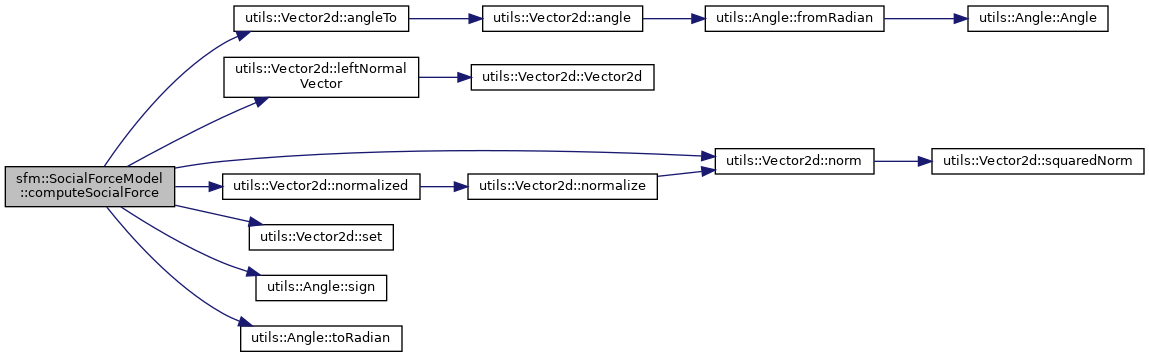 utils::Vector2d::angleTo
utils::Vector2d::angle
utils::Angle::fromRadian
utils::Angle::Angle
utils::Vector2d::leftNormal
Vector
utils::Vector2d::Vector2d
sfm::SocialForceModel
::computeSocialForce
utils::Vector2d::norm
utils::Vector2d::squaredNorm
utils::Vector2d::normalized
utils::Vector2d::normalize
utils::Vector2d::set
utils::Angle::sign
utils::Angle::toRadian